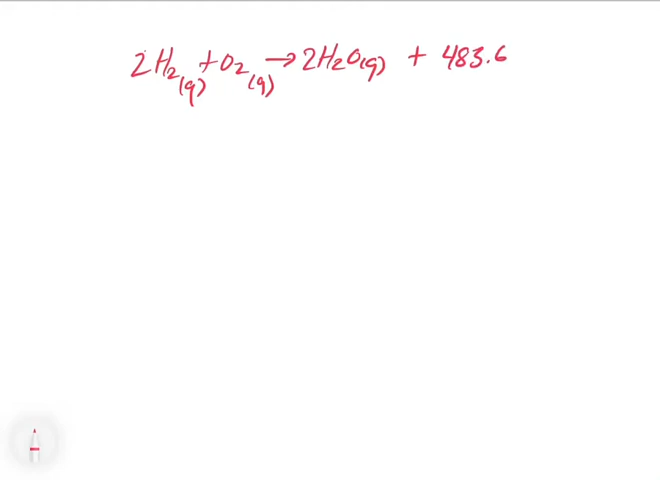 2H₂(g) + O₂(g) → 2H₂O(g) + 483.6